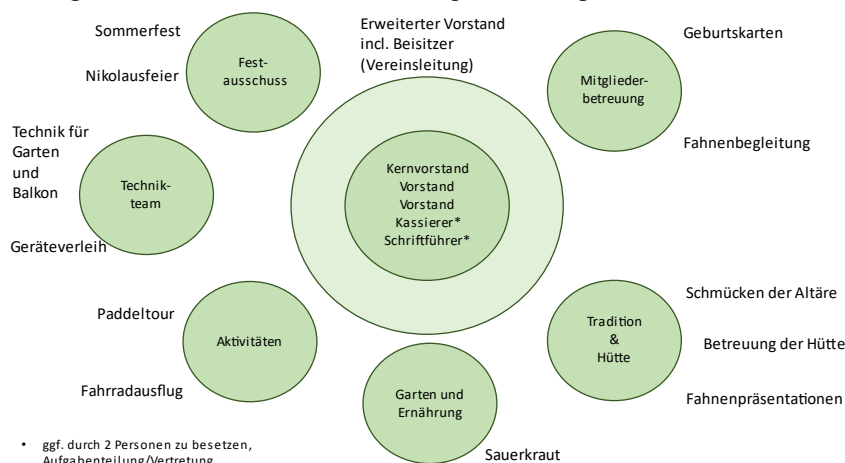 Sommerfest
Nikolausfeier
Fest-
ausschuss
Erweiterter Vorstand
incl. Beisitzer
(Vereinsleitung)
Geburtskarten
Mitglieder-
betreuung
Fahnenbegleitung
Technik für
Garten
und
Balkon
Technik-
team
Geräteverleih
Kernvorstand
Vorstand
Vorstand
Kassierer*
Schriftführer*
Paddeltour
Aktivitäten
Fahrradausflug
Schmücken der Altäre
Tradition
&
Hütte
Betreuung der Hütte
Fahnenpräsentationen
Garten und
Ernährung
Sauerkraut
• ggf. durch 2 Personen zu besetzen,
Aufgabenteilung/Vertretung